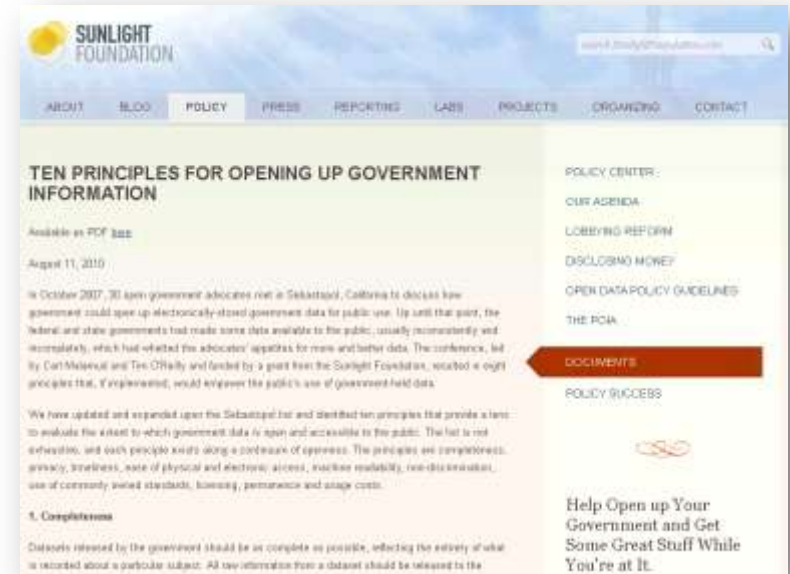 SUNLIGHT
FOUNDATION
ABOUT BLOG POLICY PRESS REPORTING LABS PROJECTS ORGANIZING CONTACT
TEN PRINCIPLES FOR OPENING UP GOVERNMENT
INFORMATION
Available as PDF here
August 11, 2010
In October 2007, 30 open government advocates met in Sebastopol, California to discuss how
government could open up electronically-stored government data for public use. Up until that point, the
federal and state governments had made some data available to the public, usually inconsistently and
incompletely, which had whetted the advocates' appetites for more and better data. The conference, led
by Carl Malamud and Tim O'Reilly and funded by a grant from the Sunlight Foundation, resulted in eight
principles that, if implemented, would empower the public's use of government-held data.
We have updated and expanded upon the Sebastopol list and identified ten principles that provide a lens
to evaluate the extent to which government data is open and accessible to the public. The list is not
exhaustive, and each principle exists along a continuum of openness. The principles are completeness,
primacy, timeliness, ease of physical and electronic access, machine readability, non-discrimination,
use of commonly owned standards, licensing, permanence and usage costs.
1. Completeness
Datasets released by the government should be as complete as possible, reflecting the entirety of what
is recorded about a particular subject. All raw information from a dataset should be released to the
POLICY CENTER
OUR AGENDA
LOBBYING REFORM
DISCLOSING MONEY
OPEN DATA POLICY GUIDELINES
THE POIA
DOCUMENTS
POLICY SUCCESS
Help Open up Your
Government and Get
Some Great Stuff While
You're at It.